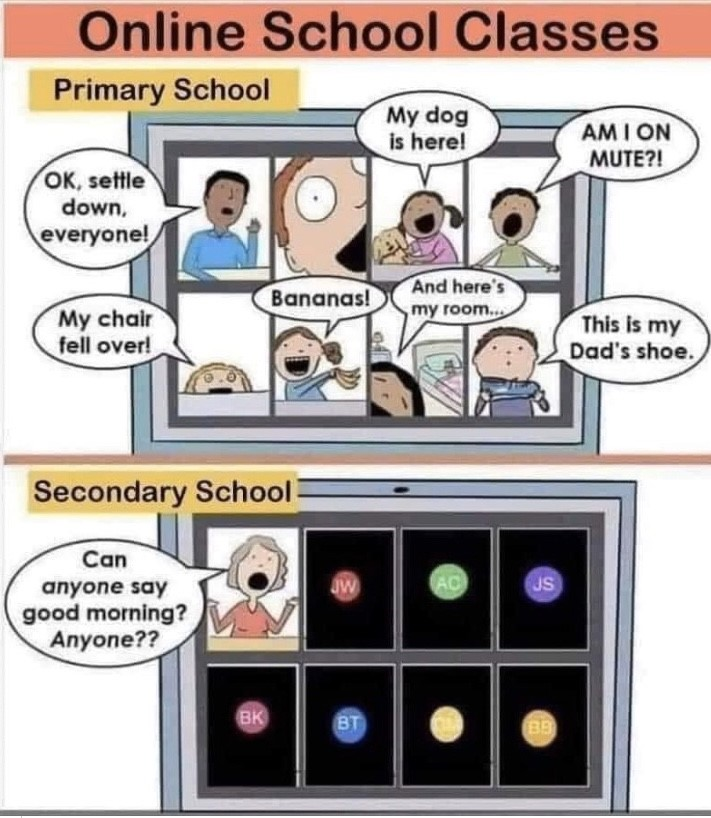 Online School Classes
Primary School
My dog
is here!
AM I ON
MUTE?!
OK, settle
down,
everyone!
Bananas!
And here's
my room...
My chair
fell over!
This is my
Dad's shoe.
Secondary School
Can
anyone say
good morning?
Anyone??
JW
AC
JS
BK
BT
BB